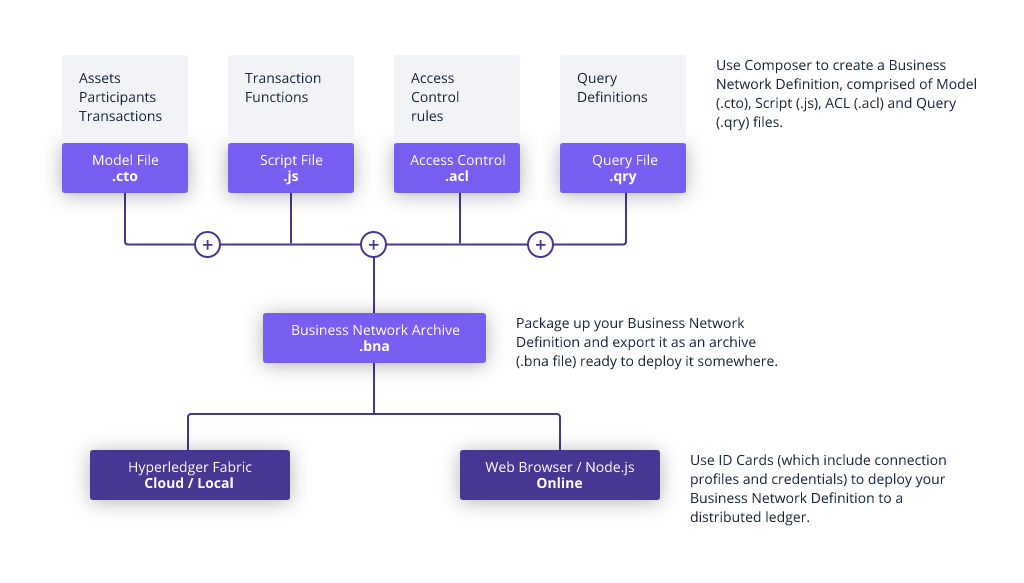 Assets
Participants
Transactions
Model File
.cto
Transaction
Functions
Script File
.js
Access
Control
rules
Access Control
.acl
Query
Definitions
Query File
.qry
Use Composer to create a Business
Network Definition, comprised of Model
(.cto), Script (.js), ACL (.acl) and Query
(.qry) files.
+
+
+
Business Network Archive
.bna
Package up your Business Network
Definition and export it as an archive
(.bna file) ready to deploy it somewhere.
Hyperledger Fabric
Cloud / Local
Web Browser / Node.js
Online
Use ID Cards (which include connection
profiles and credentials) to deploy your
Business Network Definition to a
distributed ledger.